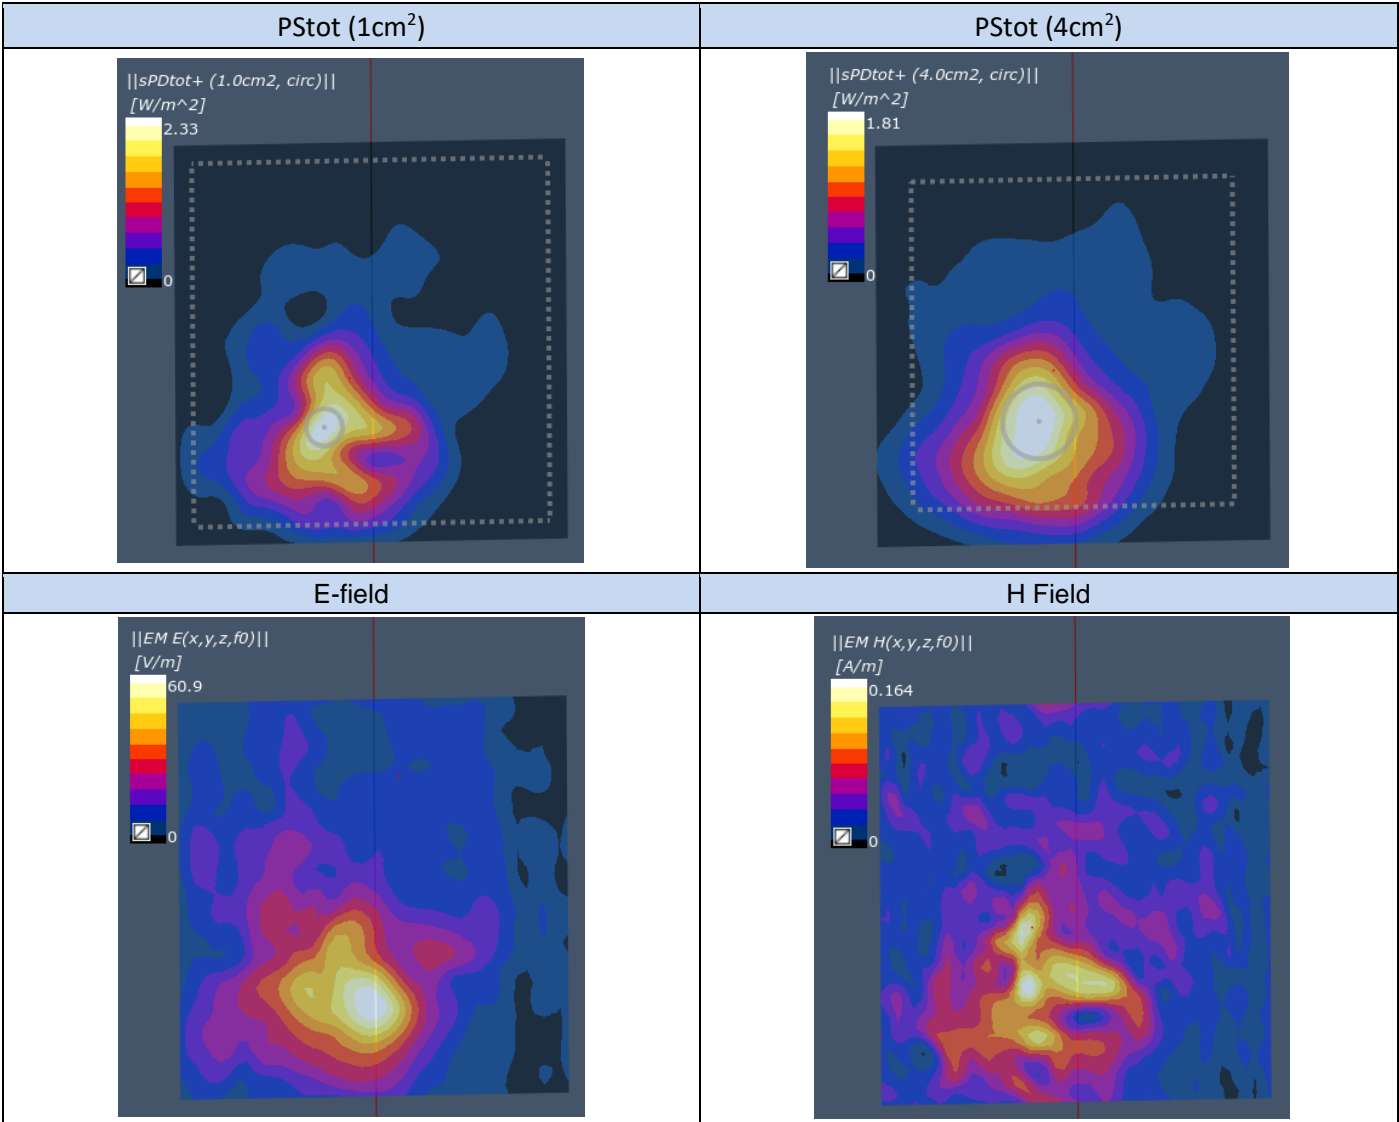 PStot (1cm²)
PStot (4cm²)
||sPDtot+ (1.0cm2, circ)||
[W/m^2]
2.33
0
||sPDtot+ (4.0cm2, circ)||
[W/m^2]
1.81
0
E-field
H Field
||EM E(x,y,z,f0)||
[V/m]
60.9
0
||EM H(x,y,z,f0)||
[A/m]
0.164
0